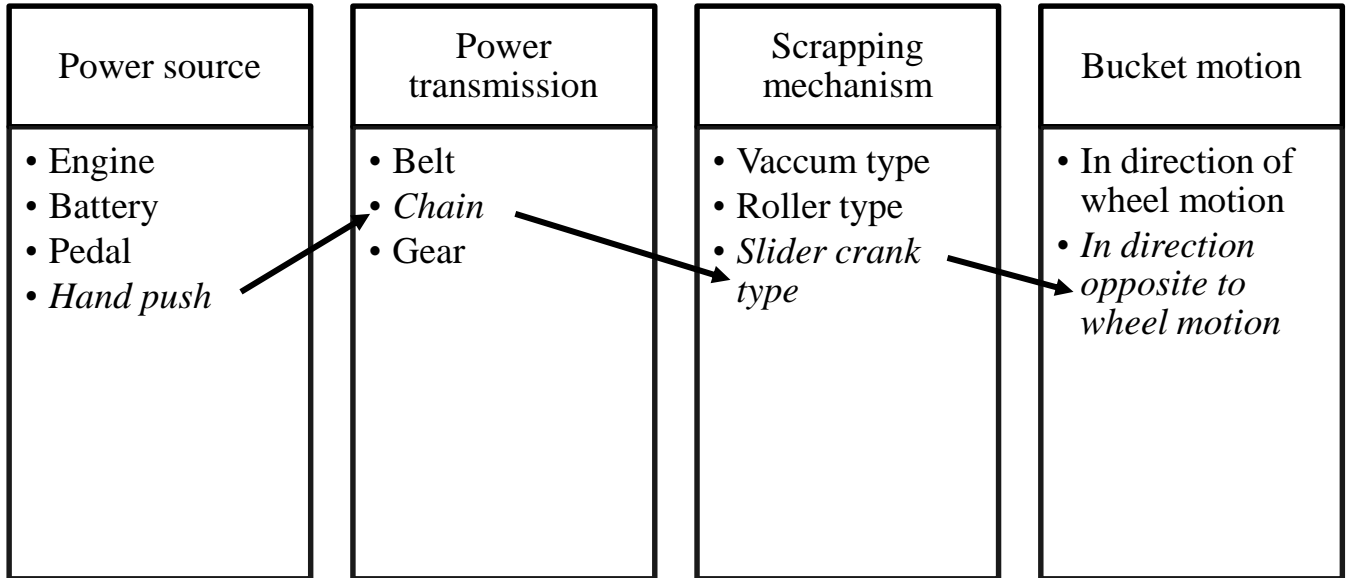 Power source
• Engine
• Battery
• Pedal
• Hand push
Power
transmission
• Belt
• Chain
• Gear
Scrapping
mechanism
• Vaccum type
• Roller type
• Slider crank
type
Bucket motion
• In direction of
wheel motion
• In direction
opposite to
wheel motion